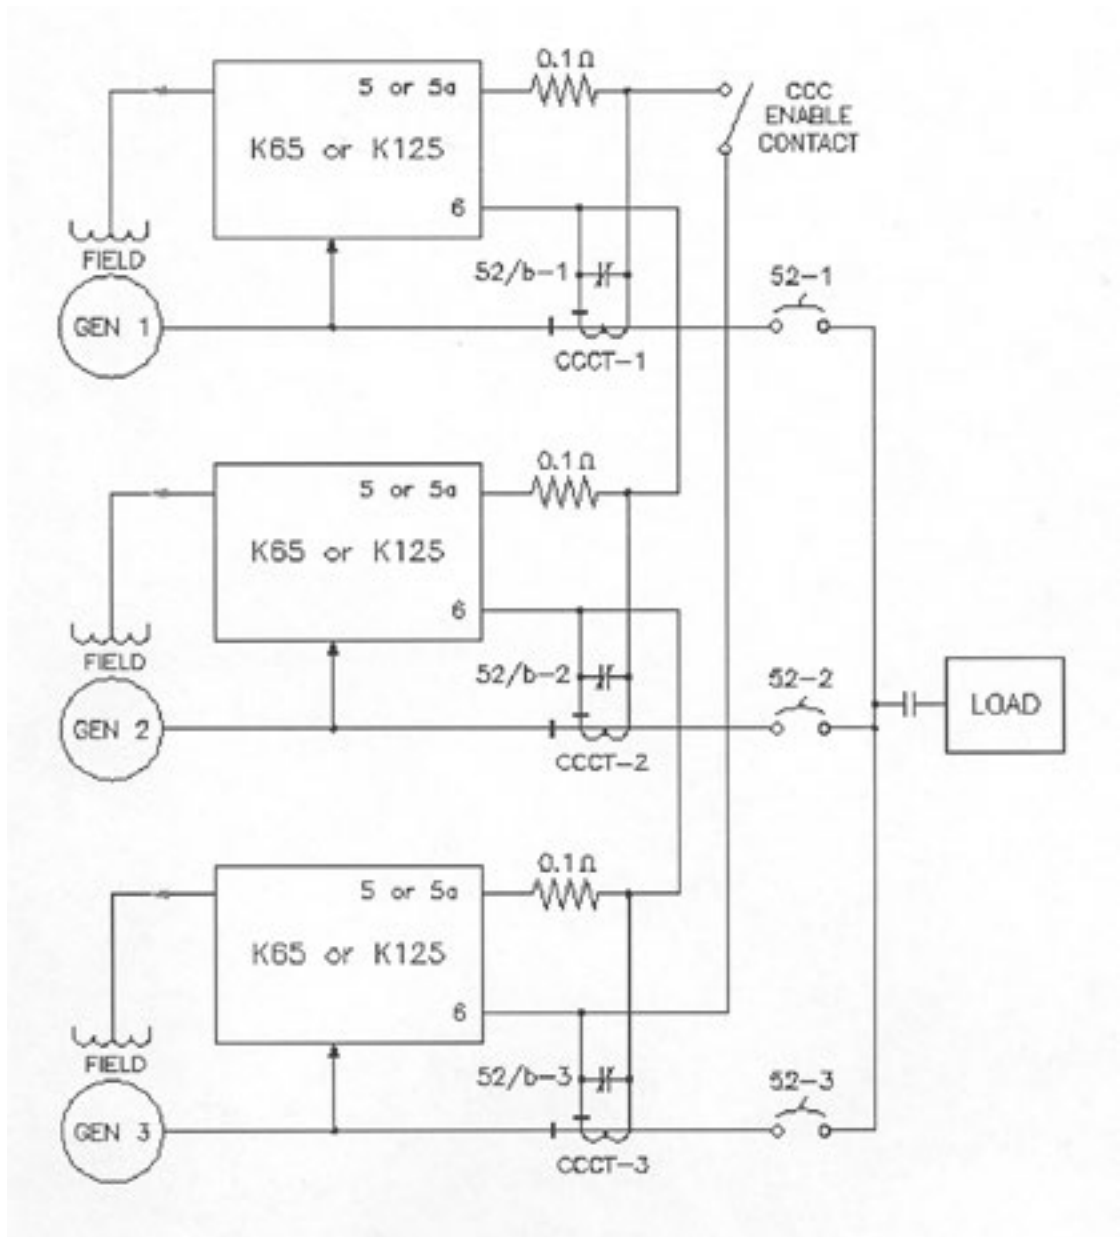 0.1Ω
5 or 5a
CCC
ENABLE
CONTACT
K65 or K125
6
FIELD
52/b-1
52-1
GEN 1
CCCT-1
0.1Ω
5 or 5a
K65 or K125
6
FIELD
52/b-2
52-2
LOAD
GEN 2
CCCT-2
0.1Ω
5 or 5a
K65 or K125
6
FIELD
52/b-3
52-3
GEN 3
CCCT-3